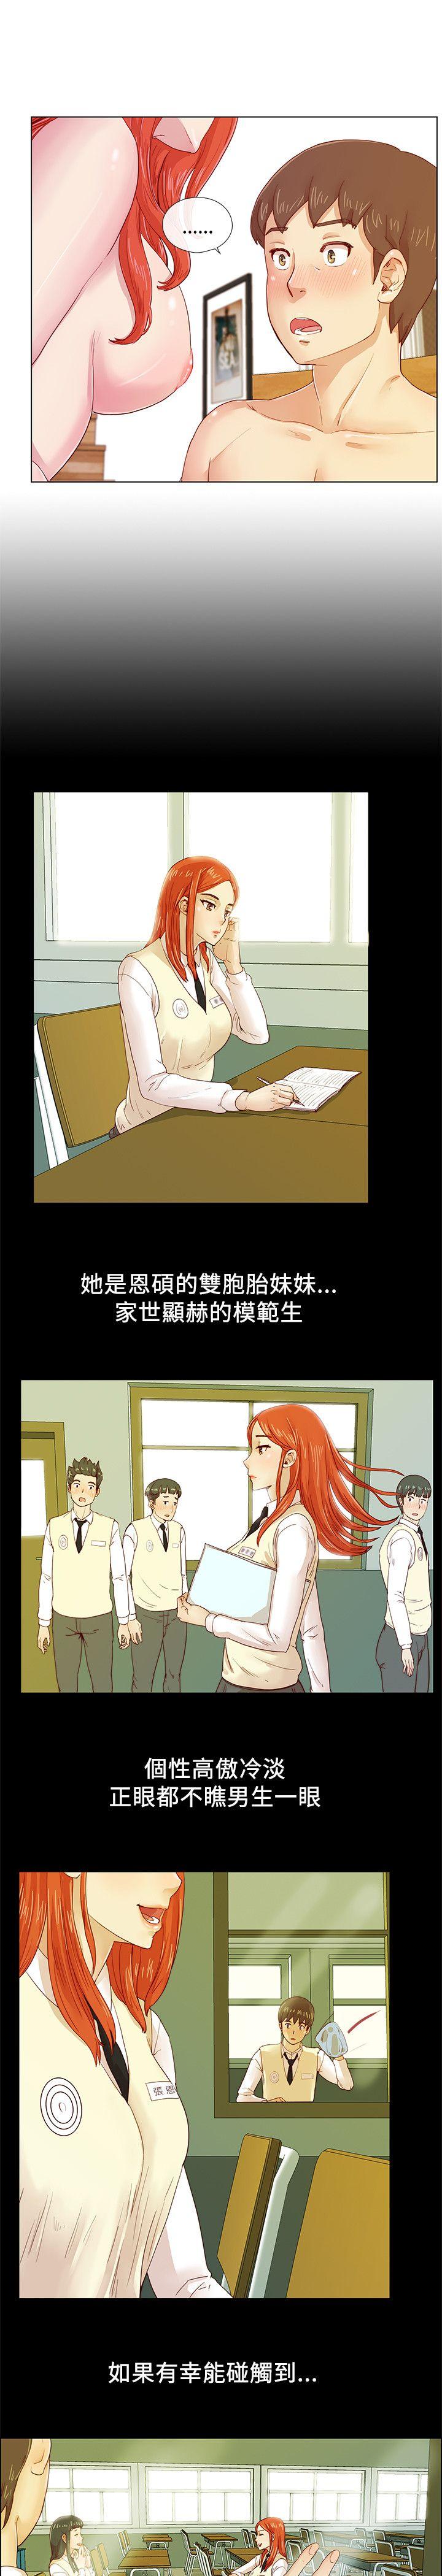 ……
她是恩碩的雙胞胎妹妹…
家世顯赫的模範生
個性高傲冷淡
正眼都不瞧男生一眼
張恩
如果有幸能碰觸到…